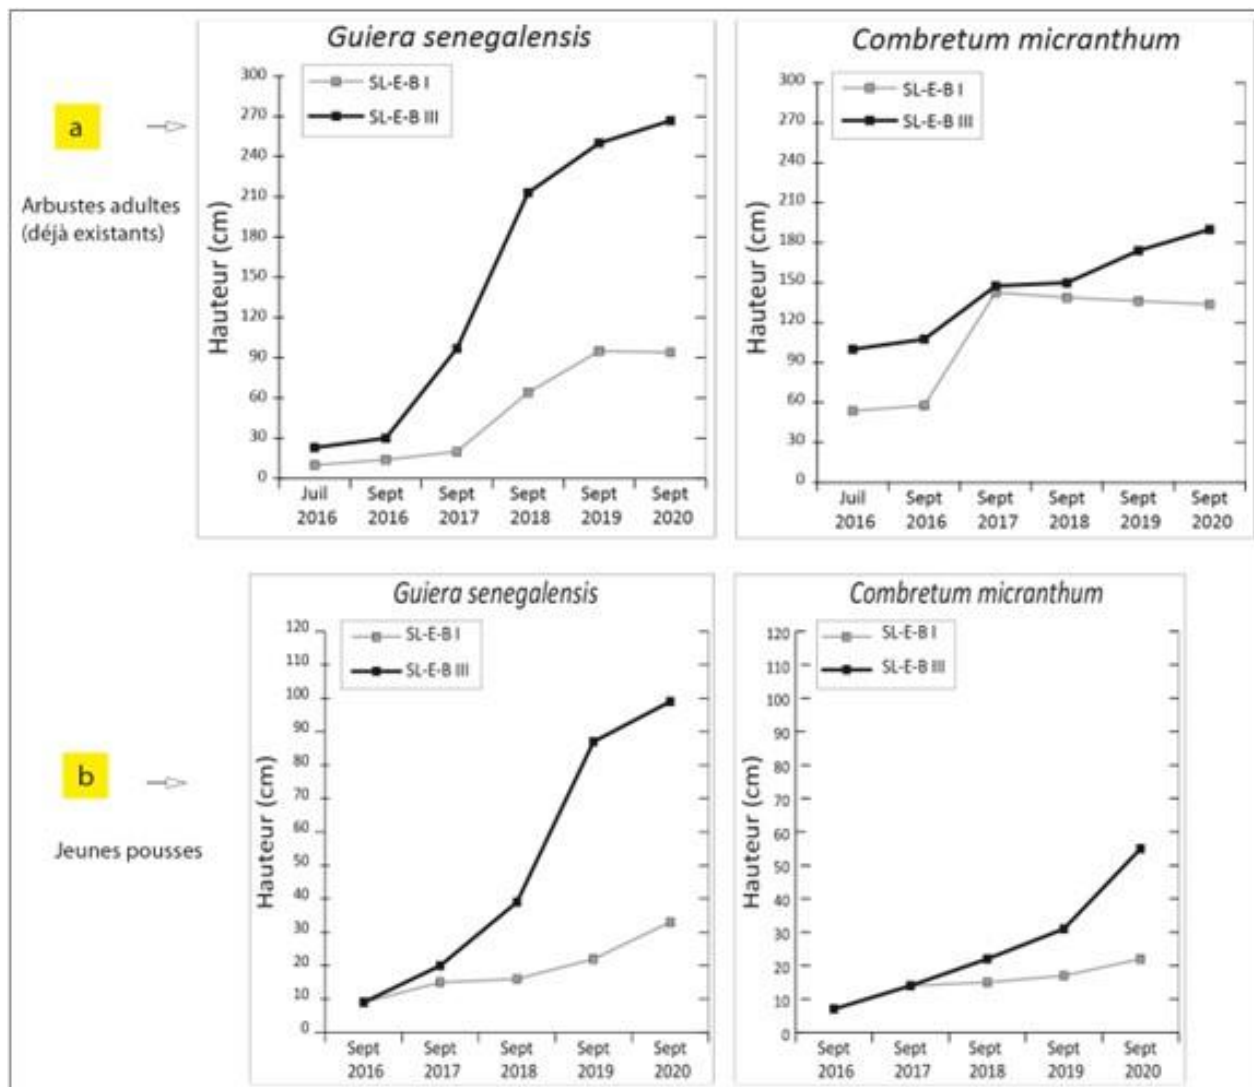 Guiera senegalensis
Combretum micranthum
a
Arbustes adultes
(déjà existants)
SL-E-B I
SL-E-B III
Hauteur (cm)
300
270
240
210
180
150
120
90
60
30
0
Juil Sept Sept Sept Sept Sept
2016 2016 2017 2018 2019 2020
SL-E-B I
SL-E-B III
Hauteur (cm)
300
270
240
210
180
150
120
90
60
30
0
Juil Sept Sept Sept Sept Sept
2016 2016 2017 2018 2019 2020
b
Jeunes pousses
Guiera senegalensis
SL-E-B I
SL-E-B III
Hauteur (cm)
120
110
100
90
80
70
60
50
40
30
20
10
0
Sept Sept Sept Sept Sept
2016 2017 2018 2019 2020
Combretum micranthum
SL-E-B I
SL-E-B III
Hauteur (cm)
120
110
100
90
80
70
60
50
40
30
20
10
0
Sept Sept Sept Sept Sept
2016 2017 2018 2019 2020